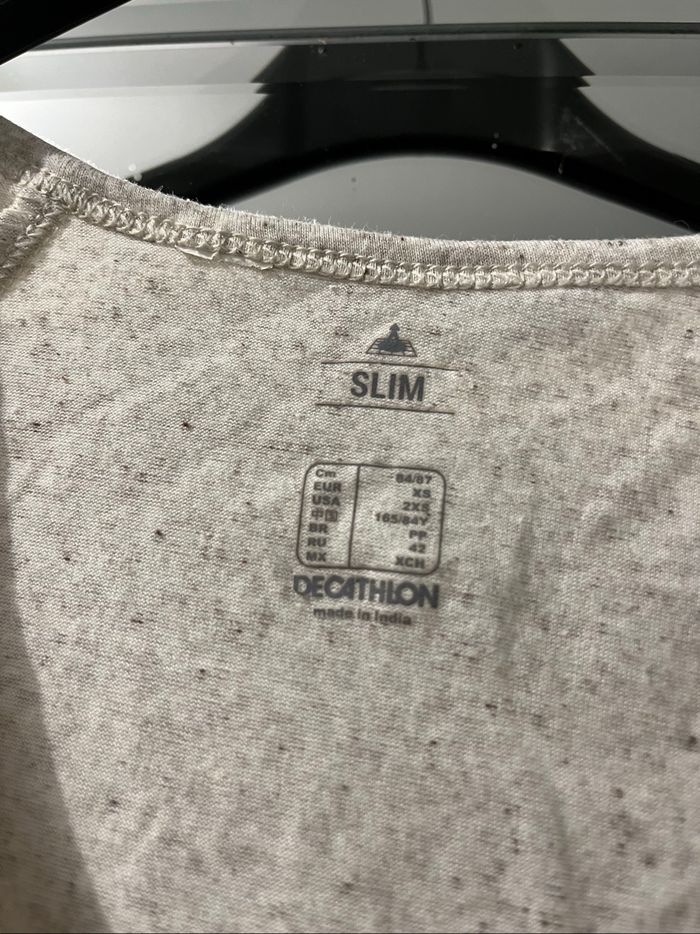 SLIM
Cm 84/87
EUR XS
USA 2XS
中国 165/84Y
BR PP
RU 42
MX XCH
DECATHLON
made in India